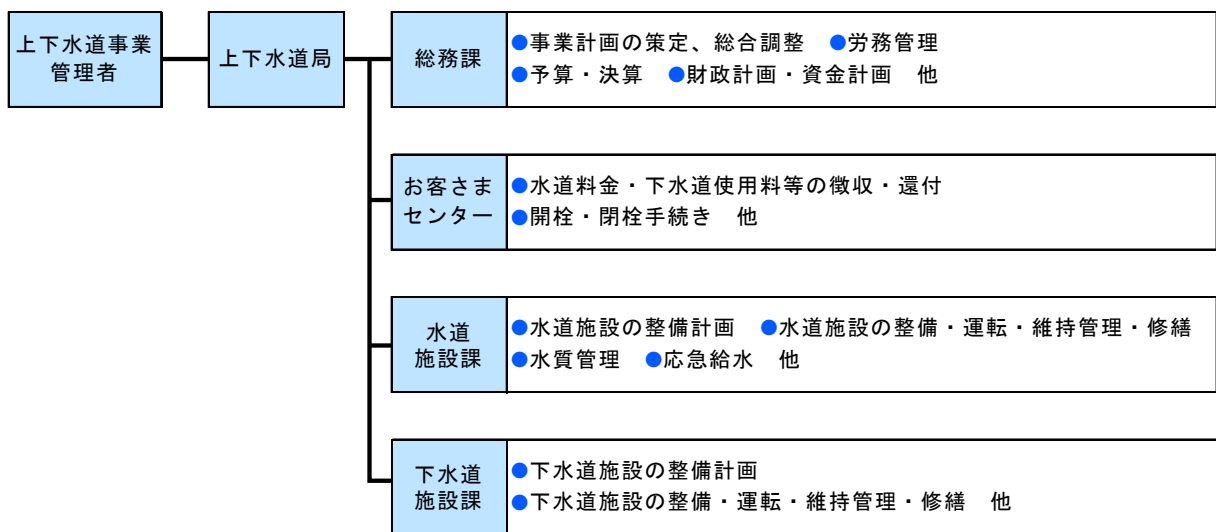 上下水道事業
管理者
上下水道局
総務課
●事業計画の策定、総合調整　●労務管理
●予算・決算　●財政計画・資金計画　他
お客さま
センター
●水道料金・下水道使用料等の徴収・還付
●開栓・閉栓手続き　他
水道
施設課
●水道施設の整備計画　●水道施設の整備・運転・維持管理・修繕
●水質管理　●応急給水　他
下水道
施設課
●下水道施設の整備計画
●下水道施設の整備・運転・維持管理・修繕　他